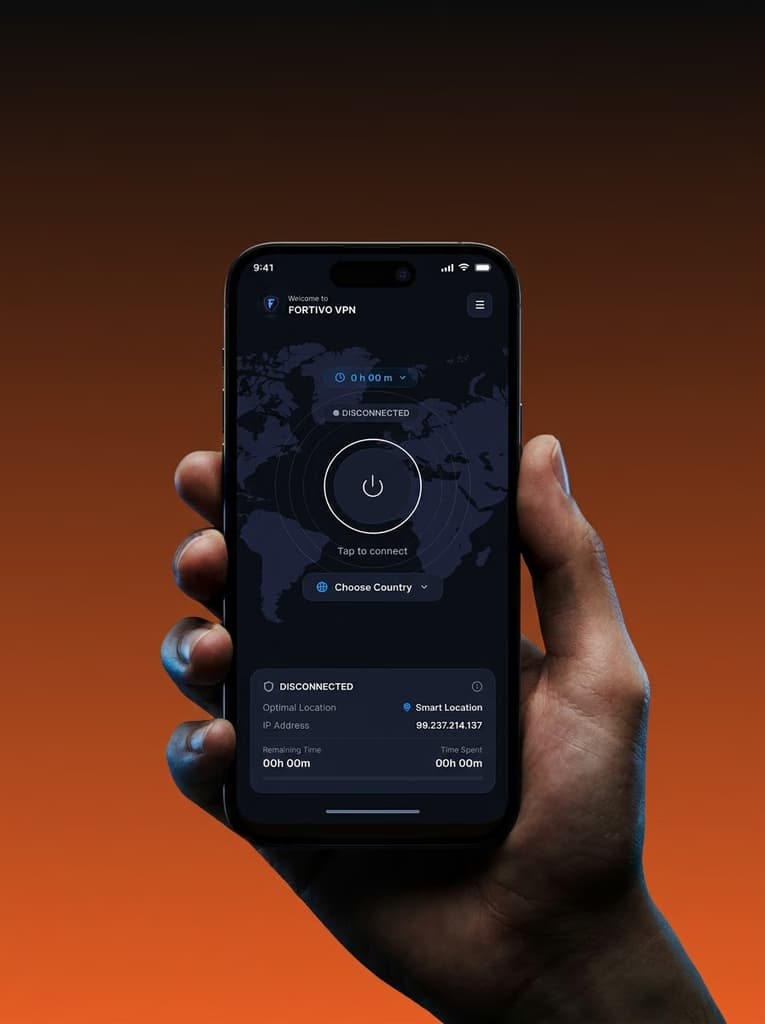 9:41
Welcome to
FORTIVO VPN
0 h 00 m
DISCONNECTED
Tap to connect
Choose Country
DISCONNECTED
Optimal Location Smart Location
IP Address 99.237.214.137
Remaining Time Time Spent
00h 00m 00h 00m